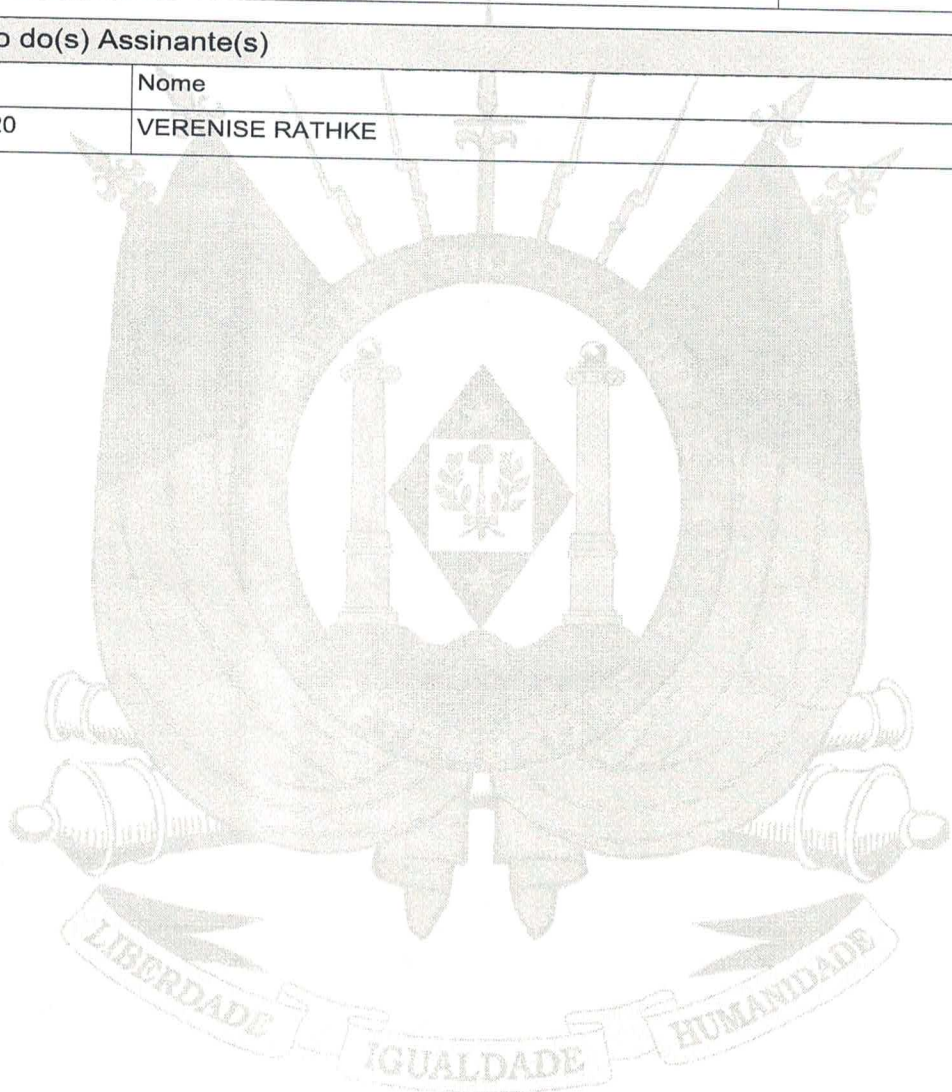 o do(s) Assinante(s)
Nome
20 VERENISE RATHKE
LIBERDADE
IGUALDADE
HUMANIDADE